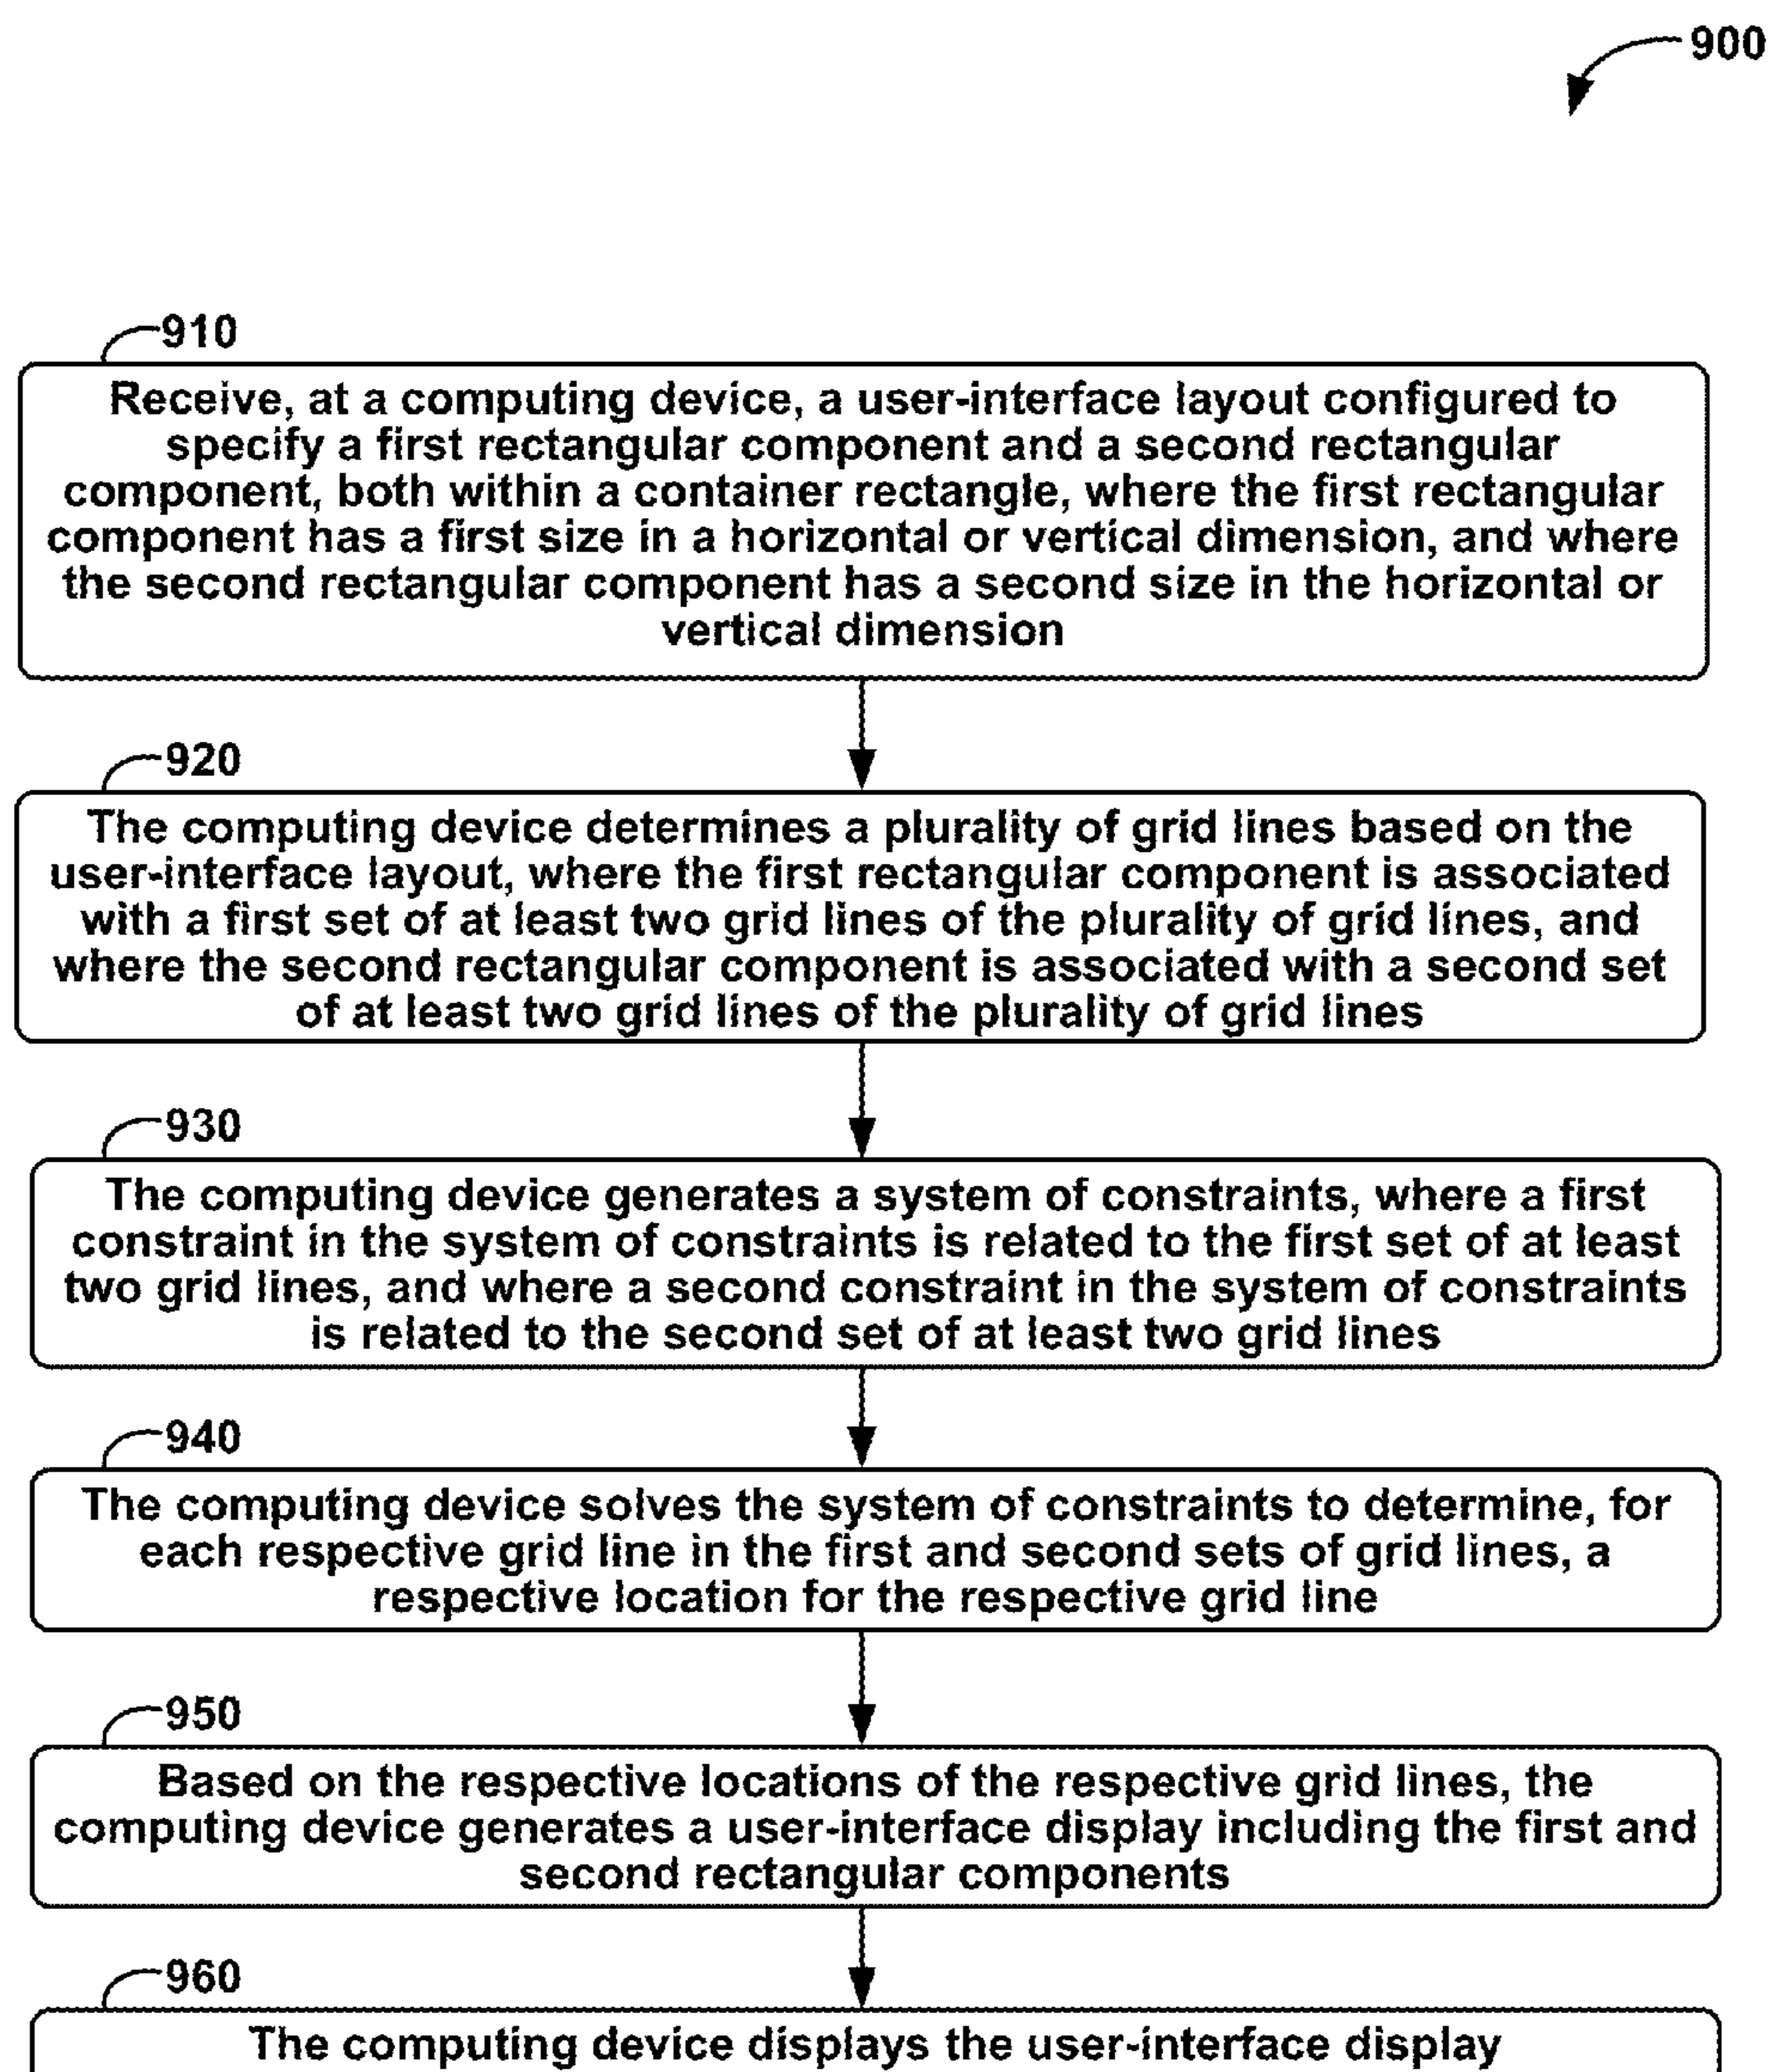 900
910
Receive, at a computing device, a user-interface layout configured to
specify a first rectangular component and a second rectangular
component, both within a container rectangle, where the first rectangular
component has a first size in a horizontal or vertical dimension, and where
the second rectangular component has a second size in the horizontal or
vertical dimension
920
The computing device determines a plurality of grid lines based on the
user-interface layout, where the first rectangular component is associated
with a first set of at least two grid lines of the plurality of grid lines, and
where the second rectangular component is associated with a second set
of at least two grid lines of the plurality of grid lines
930
The computing device generates a system of constraints, where a first
constraint in the system of constraints is related to the first set of at least
two grid lines, and where a second constraint in the system of constraints
is related to the second set of at least two grid lines
940
The computing device solves the system of constraints to determine, for
each respective grid line in the first and second sets of grid lines, a
respective location for the respective grid line
950
Based on the respective locations of the respective grid lines, the
computing device generates a user-interface display including the first and
second rectangular components
960
The computing device displays the user-interface display